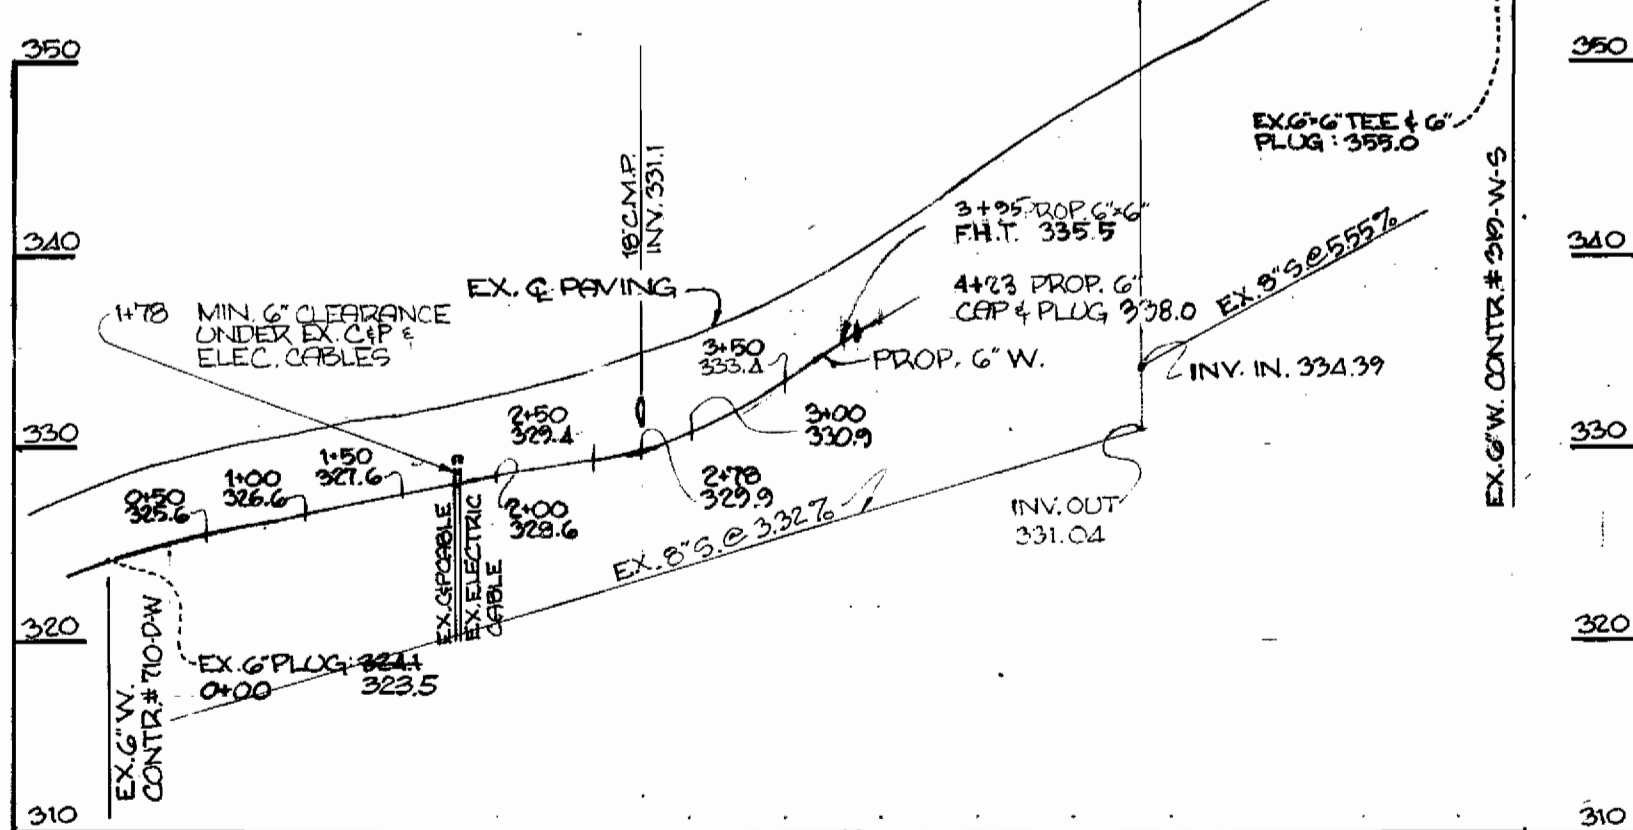 350
350
EX.6"×6" TEE & 6"
PLUG : 355.0
18" C.M.P.
INV. 331.1
3+95 PROP. 6"×6"
F.H.T. 335.5
340
340
EX. ℄ PAVING
4+23 PROP. 6"
CAP & PLUG 338.0
EX. 8" S. @ 5.55%
1+78 MIN. 6" CLEARANCE
UNDER EX. C&P &
ELEC. CABLES
3+50
333.4
PROP. 6" W.
INV. IN. 334.39
EX. 6" W. CONTR. # W-S
2+50
329.4
3+00
330.9
330
330
1+50
327.6
1+00
326.6
0+50
325.6
2+78
329.9
2+00
328.6
INV. OUT
331.04
EX. C&P CABLE
EX. ELECTRIC
CABLE
EX. 8" S. @ 3.32%
320
320
EX. 6" PLUG 324.1
0+00 323.5
EX. 6" W.
CONTR. # 710-D-W
310
310